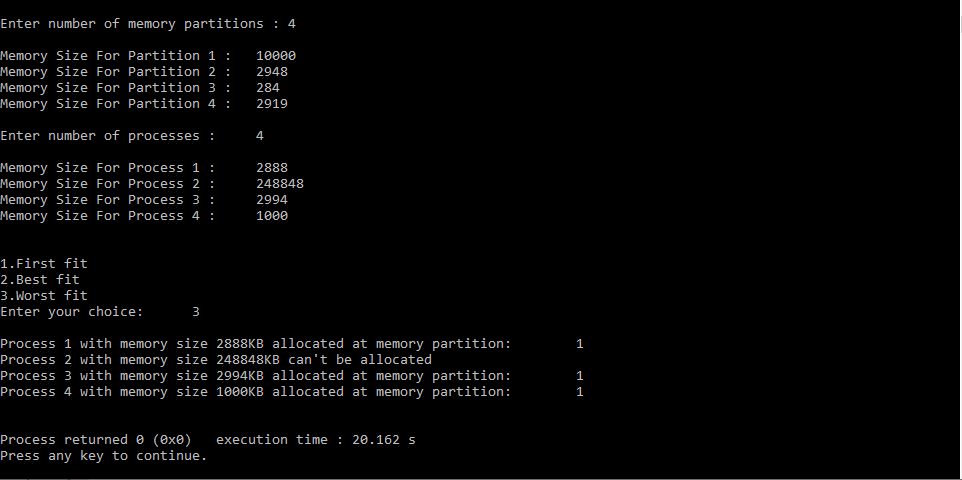 Enter number of memory partitions : 4
Memory Size For Partition 1 :   10000
Memory Size For Partition 2 :   2948
Memory Size For Partition 3 :   284
Memory Size For Partition 4 :   2919
Enter number of processes :     4
Memory Size For Process 1 :     2888
Memory Size For Process 2 :     248848
Memory Size For Process 3 :     2994
Memory Size For Process 4 :     1000
1.First fit
2.Best fit
3.Worst fit
Enter your choice:      3
Process 1 with memory size 2888KB allocated at memory partition:        1
Process 2 with memory size 248848KB can't be allocated
Process 3 with memory size 2994KB allocated at memory partition:        1
Process 4 with memory size 1000KB allocated at memory partition:        1
Process returned 0 (0x0)   execution time : 20.162 s
Press any key to continue.